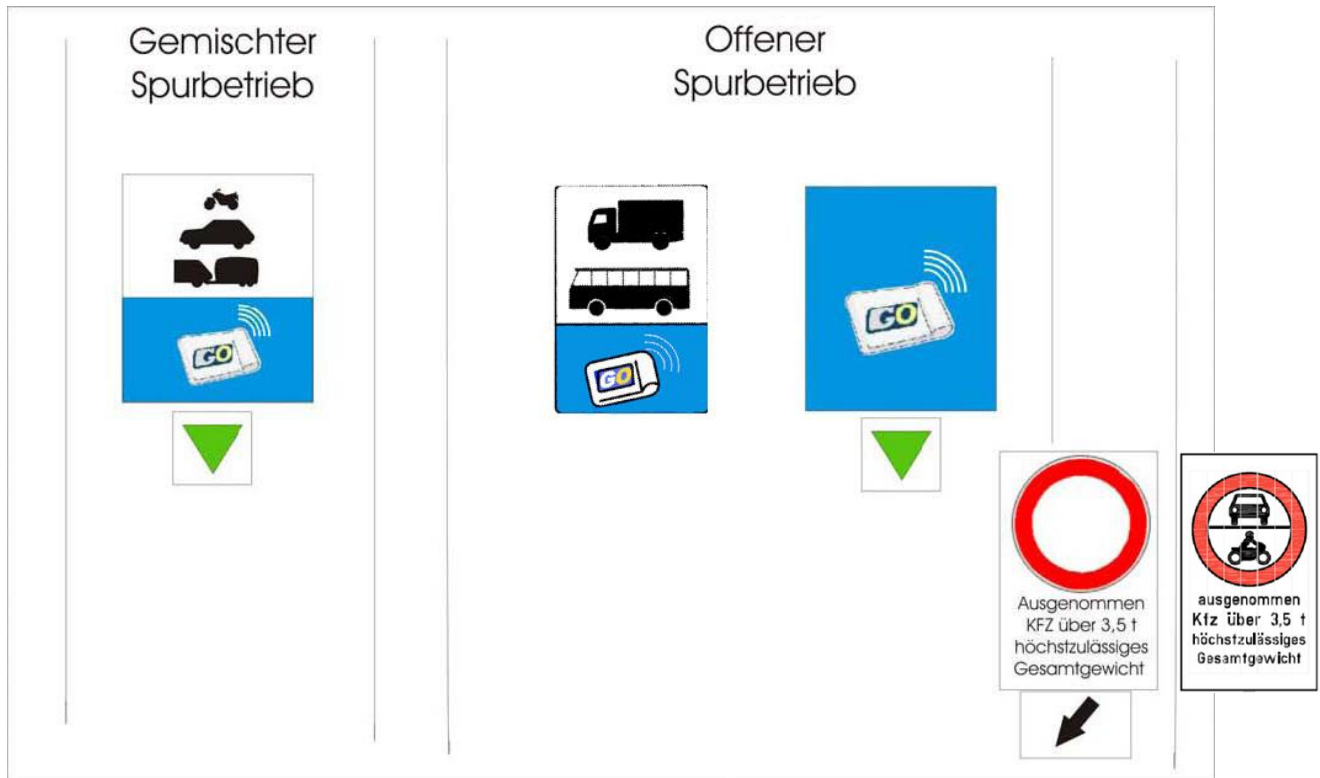 Gemischter
Spurbetrieb
Offener
Spurbetrieb
GO
GO
GO
Ausgenommen
KFZ über 3,5 t
höchstzulässiges
Gesamtgewicht
ausgenommen
Kfz über 3,5 t
höchstzulässiges
Gesamtgewicht